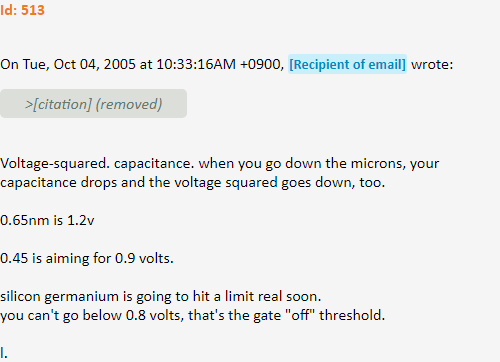 Id: 513
On Tue, Oct 04, 2005 at 10:33:16AM +0900, [Recipient of email] wrote:
>[citation] (removed)
Voltage-squared. capacitance. when you go down the microns, your
capacitance drops and the voltage squared goes down, too.
0.65nm is 1.2v
0.45 is aiming for 0.9 volts.
silicon germanium is going to hit a limit real soon.
you can't go below 0.8 volts, that's the gate "off" threshold.
l.